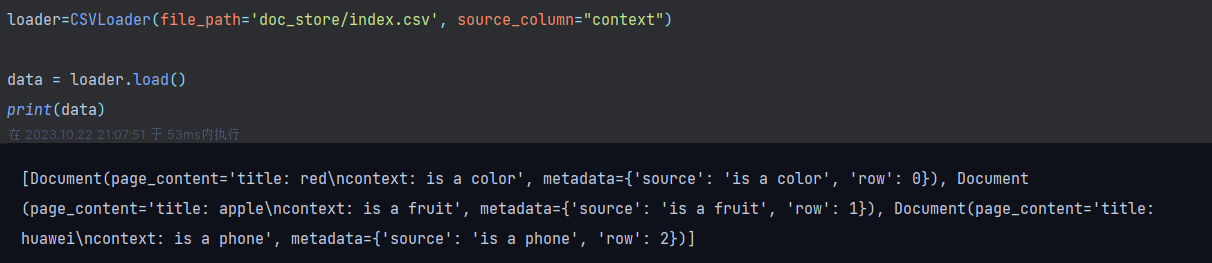 loader=CSVLoader(file_path='doc_store/index.csv', source_column="context")
data = loader.load()
print(data)
在 2023.10.22 21:07:51 于 53ms内执行
[Document(page_content='title: red\ncontext: is a color', metadata={'source': 'is a color', 'row': 0}), Document
(page_content='title: apple\ncontext: is a fruit', metadata={'source': 'is a fruit', 'row': 1}), Document(page_content='title:
huawei\ncontext: is a phone', metadata={'source': 'is a phone', 'row': 2})]